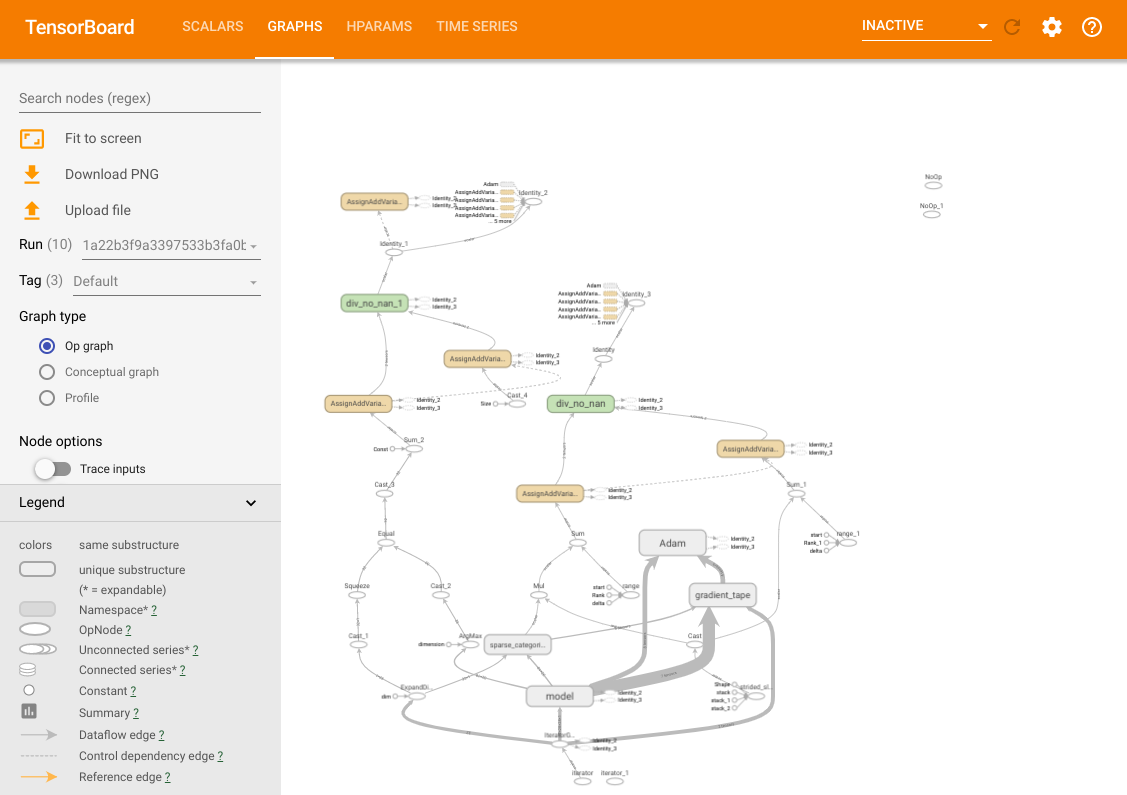 TensorBoard
SCALARS
GRAPHS
HPARAMS
TIME SERIES
INACTIVE
Search nodes (regex)
Fit to screen
Download PNG
Upload file
Run (10) 1a22b3f9a3397533b3fa0b
Tag (3) Default
Graph type
Op graph
Conceptual graph
Profile
Node options
Trace inputs
Legend
colors same substructure
unique substructure
(* = expandable)
Namespace* ?
OpNode ?
Unconnected series* ?
Connected series* ?
Constant ?
Summary ?
Dataflow edge ?
Control dependency edge ?
Reference edge ?
NoOp
NoOp_1
Adam
AssignAddVaria...
AssignAddVaria...
AssignAddVaria...
AssignAddVaria...
... 5 more
Identity_2
AssignAddVaria...
Identity_2
Identity_3
Identity_1
div_no_nan_1
Identity_2
Identity_3
Adam
AssignAddVaria...
AssignAddVaria...
AssignAddVaria...
AssignAddVaria...
... 5 more
Identity_3
AssignAddVaria...
Identity_2
Identity_3
Identity
AssignAddVaria...
Identity_2
Identity_3
Size
Cast_4
div_no_nan
Identity_2
Identity_3
Const
Sum_2
AssignAddVaria...
Identity_2
Identity_3
Cast_3
AssignAddVaria...
Identity_2
Identity_3
Sum_1
Equal
Sum
Adam
Identity_2
Identity_3
start
Rank_1
delta
range_1
Squeeze
Cast_2
Mul
start
Rank
delta
range
gradient_tape
Cast_1
dimension
ArgMax
sparse_categori...
Cast
dim
ExpandDi...
model
Identity_2
Identity_3
Shape
stack
stack_1
stack_2
strided_sl...
IteratorG...
Identity_2
Identity_3
iterator
iterator_1